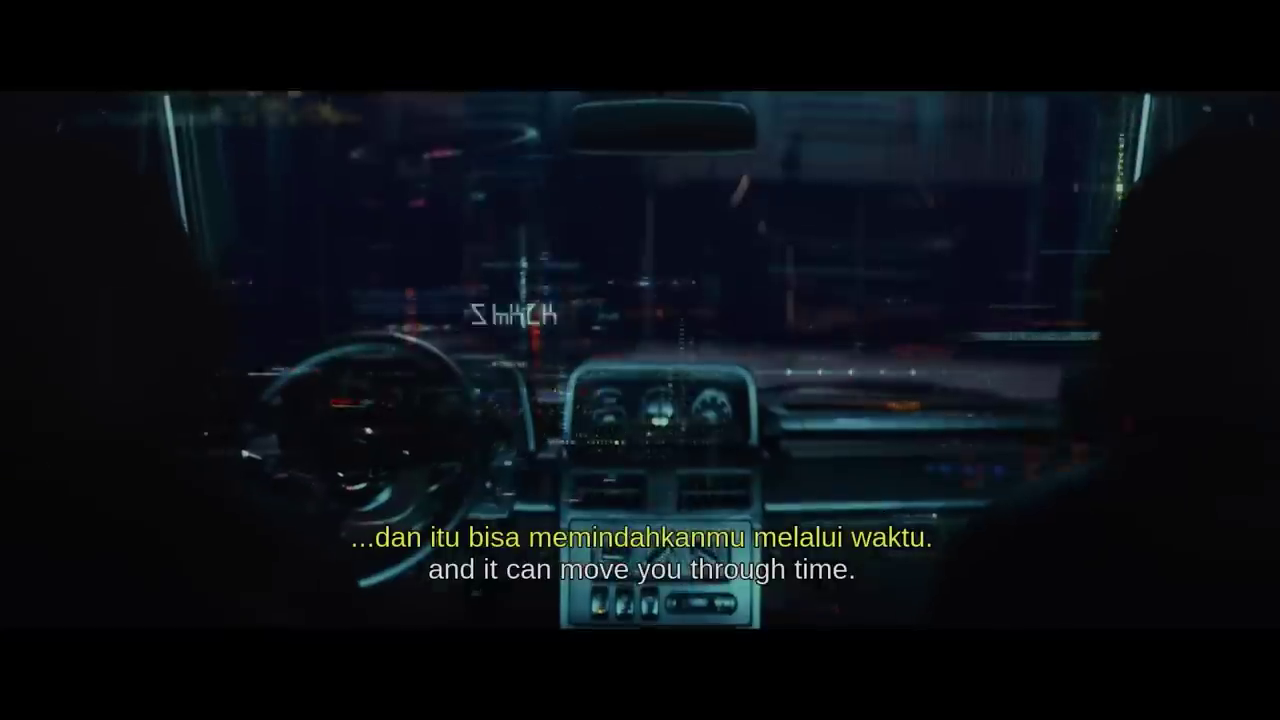 ...dan itu bisa memindahkanmu melalui waktu.
and it can move you through time.